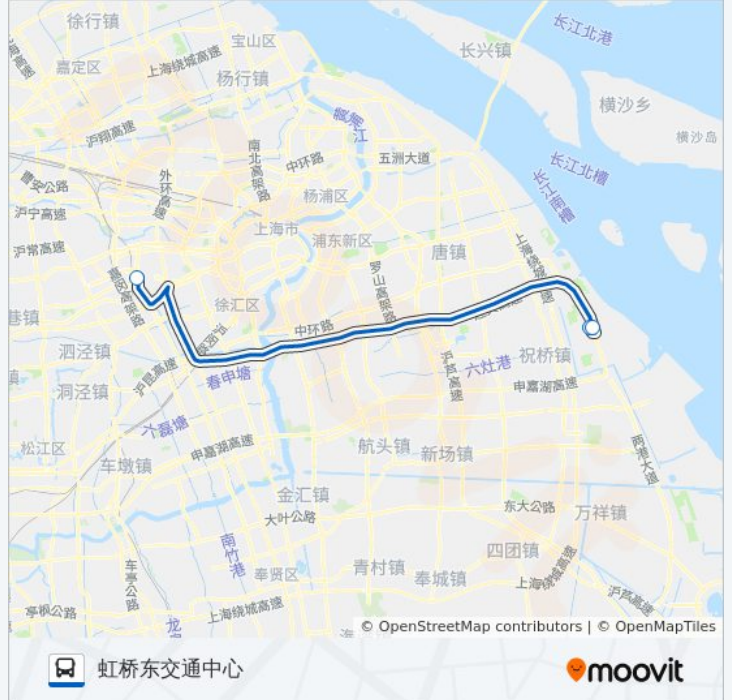 徐行镇
长江北港
宝山区
长兴镇
嘉定区
上海绕城高速
杨行镇
横沙乡
沪翔高速
五洲大道
横沙岛
南北高架路
中环路
长江北槽
曹安公路
外环高速
杨浦区
长江南槽
沪宁高速
上海市
浦东新区
沪常高速
唐镇
嘉闵高架路
罗山高架路
徐汇区
巷镇
中环路
泗泾镇
祝桥镇
沪昆高速
春申塘
沪芦高速
六灶港
洞泾镇
申嘉湖高速
松江区
申嘉湖高速
航头镇
新场镇
两港大道
车墩镇
金汇镇
大叶公路
东大公路
万祥镇
南竹港
四团镇
车亭公路
奉贤区
青村镇
奉城镇
沪芦高速
亭枫公路
上海绕城高速
© OpenStreetMap contributors | © OpenMapTiles
虹桥东交通中心
moovit